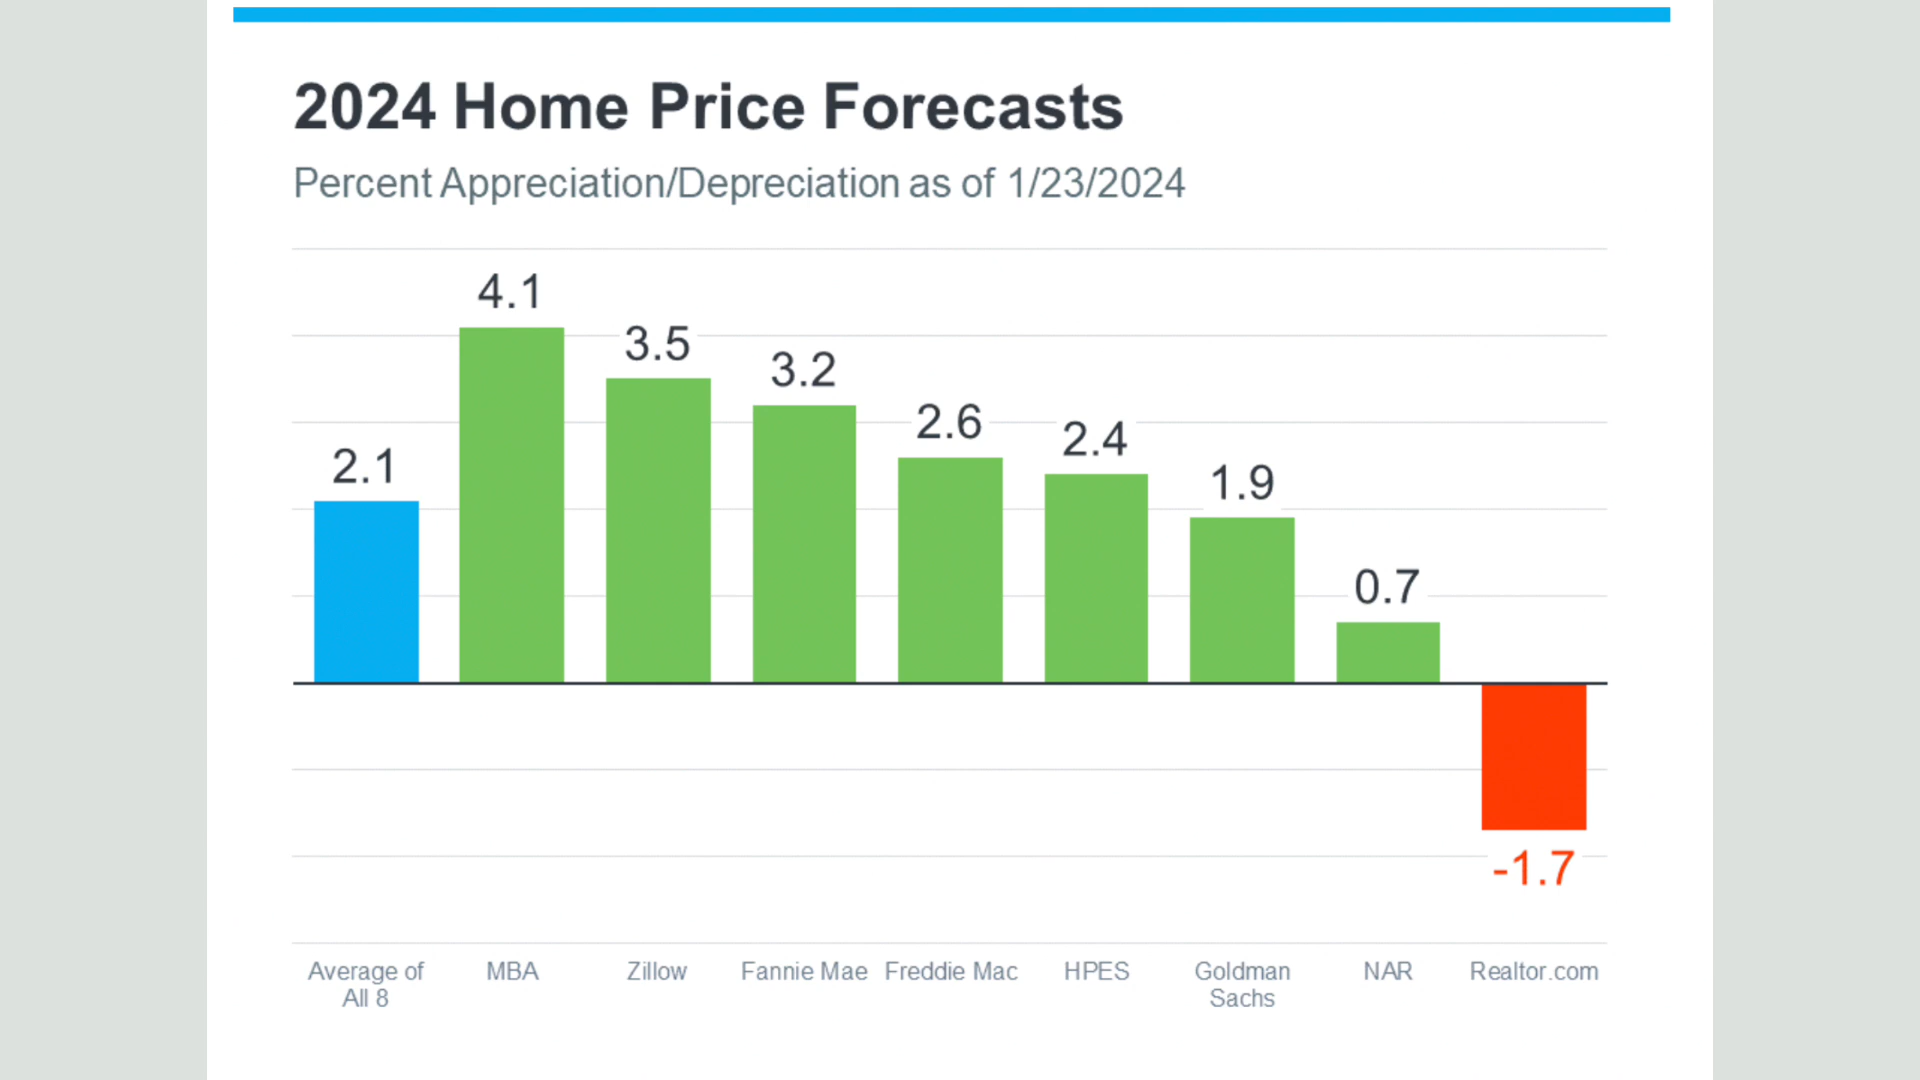 2024 Home Price Forecasts
Percent Appreciation/Depreciation as of 1/23/2024
2.1
4.1
3.5
3.2
2.6
2.4
1.9
0.7
-1.7
Average of
All 8
MBA
Zillow
Fannie Mae
Freddie Mac
HPES
Goldman
Sachs
NAR
Realtor.com